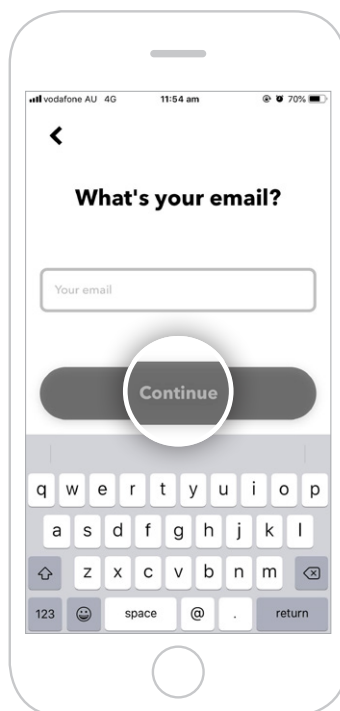 vodafone AU 4G 11:54 am 70%
What's your email?
Your email
Continue
q w e r t y u i o p
a s d f g h j k l
z x c v b n m
123 space @ . return